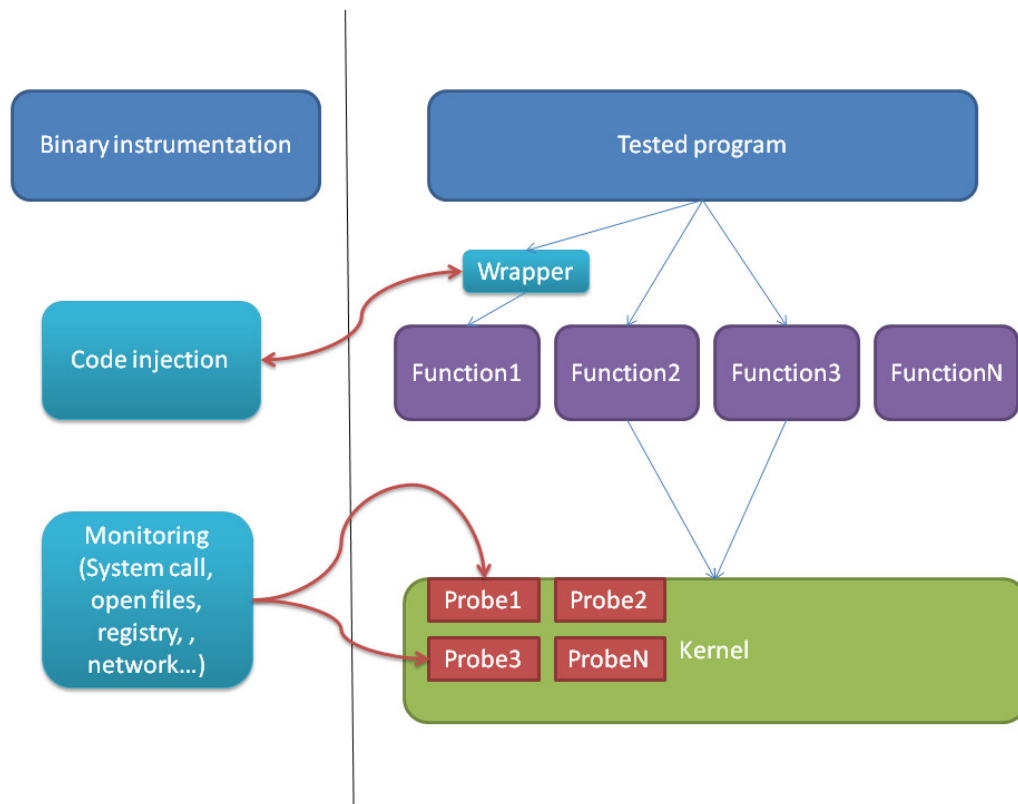 Binary instrumentation
Tested program
Wrapper
Code injection
Function1
Function2
Function3
FunctionN
Monitoring
(System call,
open files,
registry, ,
network...)
Probe1
Probe2
Probe3
ProbeN
Kernel